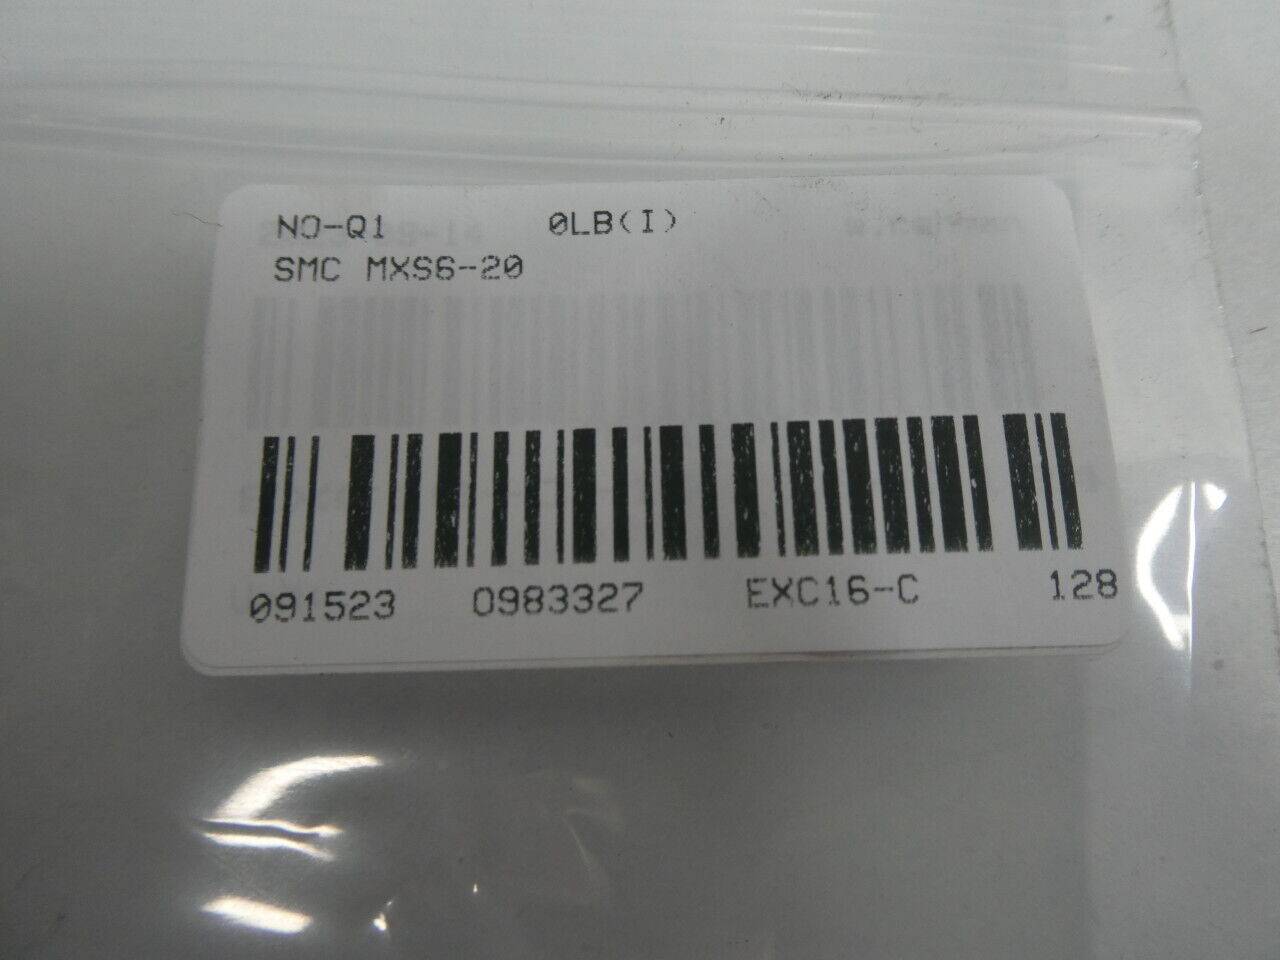 NO-Q1 0LB(I)
SMC MXS6-20
091523 0983327 EXC16-C 128